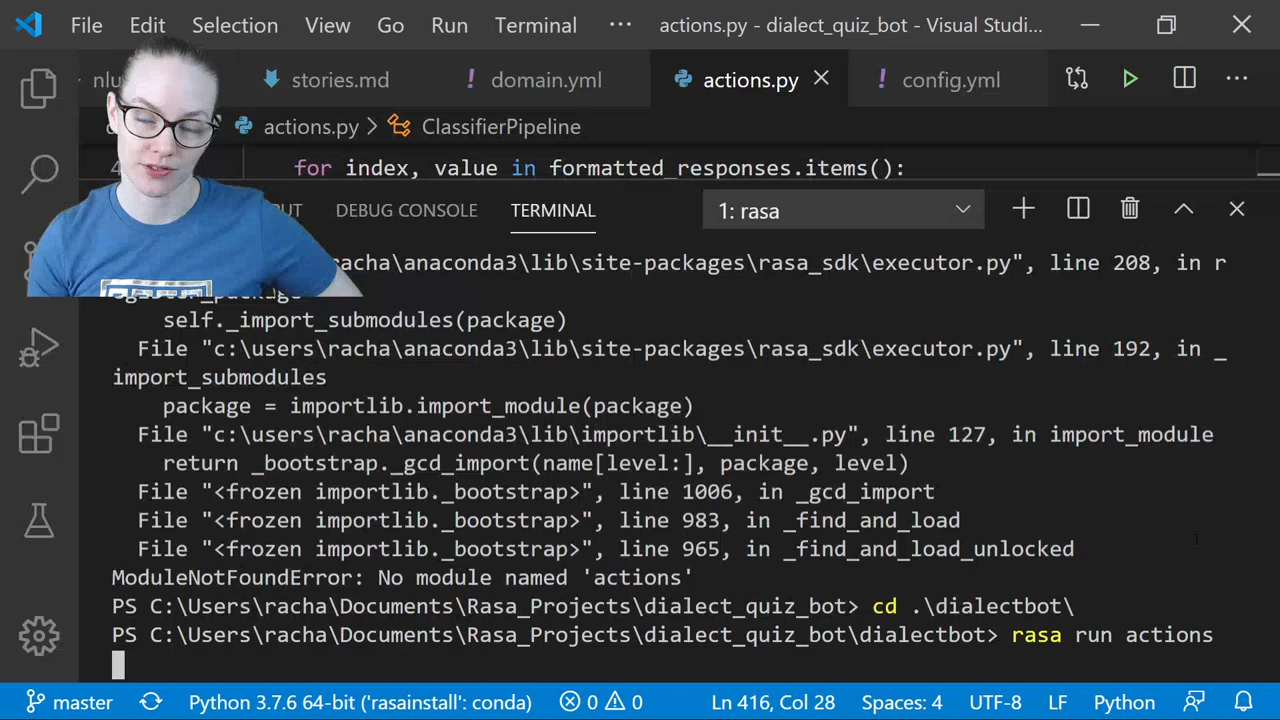 File Edit Selection View Go Run Terminal ··· actions.py - dialect_quiz_bot - Visual Studi...
nlu stories.md ! domain.yml actions.py ! config.yml ···
actions.py > ClassifierPipeline
for index, value in formatted_responses.items():
PUT DEBUG CONSOLE TERMINAL 1: rasa
racha\anaconda3\lib\site-packages\rasa_sdk\executor.py", line 208, in r
self._import_submodules(package)
File "c:\users\racha\anaconda3\lib\site-packages\rasa_sdk\executor.py", line 192, in _
import_submodules
package = importlib.import_module(package)
File "c:\users\racha\anaconda3\lib\importlib\__init__.py", line 127, in import_module
return _bootstrap._gcd_import(name[level:], package, level)
File "<frozen importlib._bootstrap>", line 1006, in _gcd_import
File "<frozen importlib._bootstrap>", line 983, in _find_and_load
File "<frozen importlib._bootstrap>", line 965, in _find_and_load_unlocked
ModuleNotFoundError: No module named 'actions'
PS C:\Users\racha\Documents\Rasa_Projects\dialect_quiz_bot> cd .\dialectbot\
PS C:\Users\racha\Documents\Rasa_Projects\dialect_quiz_bot\dialectbot> rasa run actions
master Python 3.7.6 64-bit ('rasainstall': conda) 0 0 Ln 416, Col 28 Spaces: 4 UTF-8 LF Python